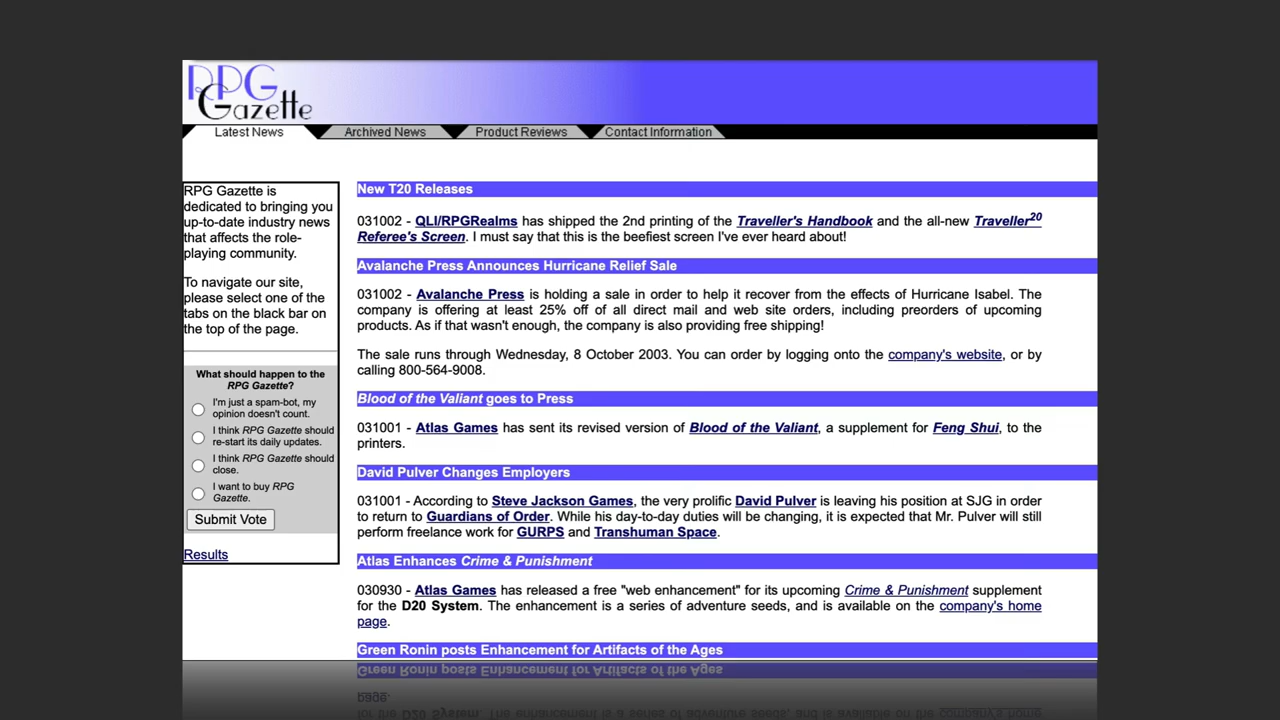 RPG
Gazette
Latest News
Archived News
Product Reviews
Contact Information
RPG Gazette is
dedicated to bringing you
up-to-date industry news
that affects the role-
playing community.
To navigate our site,
please select one of the
tabs on the black bar on
the top of the page.
What should happen to the
RPG Gazette?
I'm just a spam-bot, my
opinion doesn't count.
I think RPG Gazette should
re-start its daily updates.
I think RPG Gazette should
close.
I want to buy RPG
Gazette.
Submit Vote
Results
New T20 Releases
031002 - QLI/RPGRealms has shipped the 2nd printing of the Traveller's Handbook and the all-new Traveller20
Referee's Screen. I must say that this is the beefiest screen I've ever heard about!
Avalanche Press Announces Hurricane Relief Sale
031002 - Avalanche Press is holding a sale in order to help it recover from the effects of Hurricane Isabel. The
company is offering at least 25% off of all direct mail and web site orders, including preorders of upcoming
products. As if that wasn't enough, the company is also providing free shipping!
The sale runs through Wednesday, 8 October 2003. You can order by logging onto the company's website, or by
calling 800-564-9008.
Blood of the Valiant goes to Press
031001 - Atlas Games has sent its revised version of Blood of the Valiant, a supplement for Feng Shui, to the
printers.
David Pulver Changes Employers
031001 - According to Steve Jackson Games, the very prolific David Pulver is leaving his position at SJG in order
to return to Guardians of Order. While his day-to-day duties will be changing, it is expected that Mr. Pulver will still
perform freelance work for GURPS and Transhuman Space.
Atlas Enhances Crime & Punishment
030930 - Atlas Games has released a free "web enhancement" for its upcoming Crime & Punishment supplement
for the D20 System. The enhancement is a series of adventure seeds, and is available on the company's home
page.
Green Ronin posts Enhancement for Artifacts of the Ages